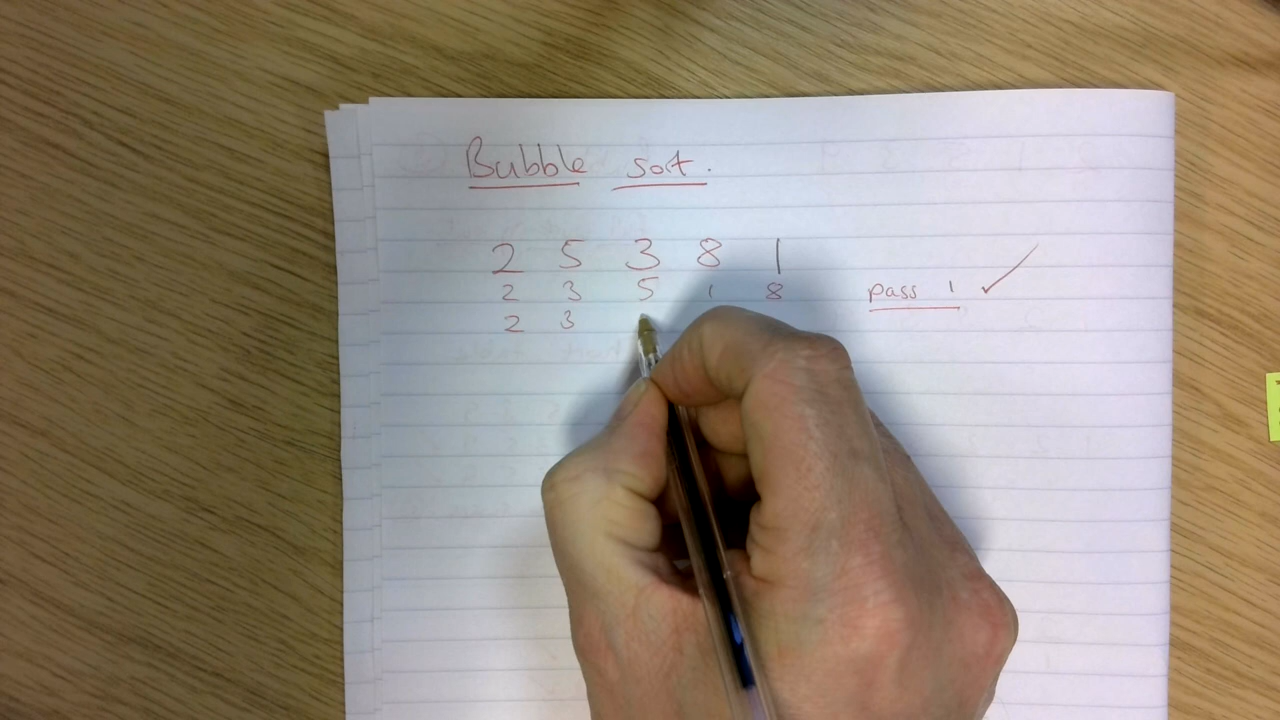 Bubble sort.
2 5 3 8 1
2 3 5 1 8 pass 1 ✓
2 3